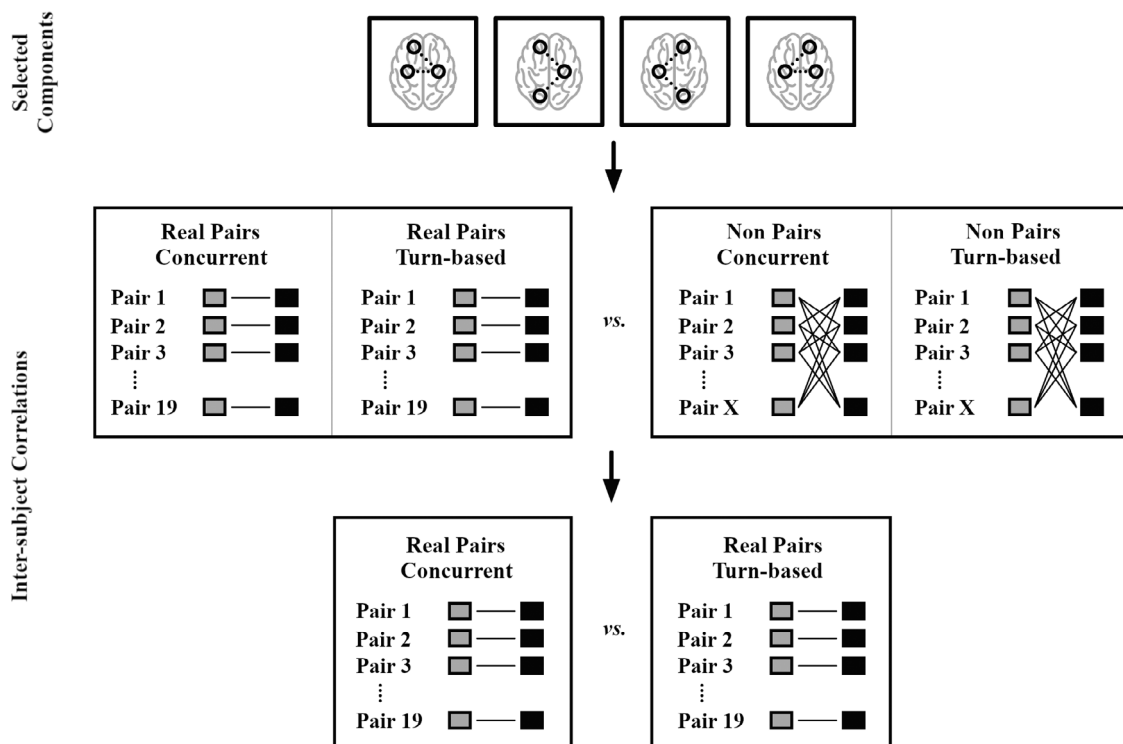 Selected
Components
Inter-subject Correlations
Real Pairs
Concurrent
Pair 1
Pair 2
Pair 3
Pair 19
Real Pairs
Turn-based
Pair 1
Pair 2
Pair 3
Pair 19
vs.
Non Pairs
Concurrent
Pair 1
Pair 2
Pair 3
Pair X
Non Pairs
Turn-based
Pair 1
Pair 2
Pair 3
Pair X
Real Pairs
Concurrent
Pair 1
Pair 2
Pair 3
Pair 19
vs.
Real Pairs
Turn-based
Pair 1
Pair 2
Pair 3
Pair 19